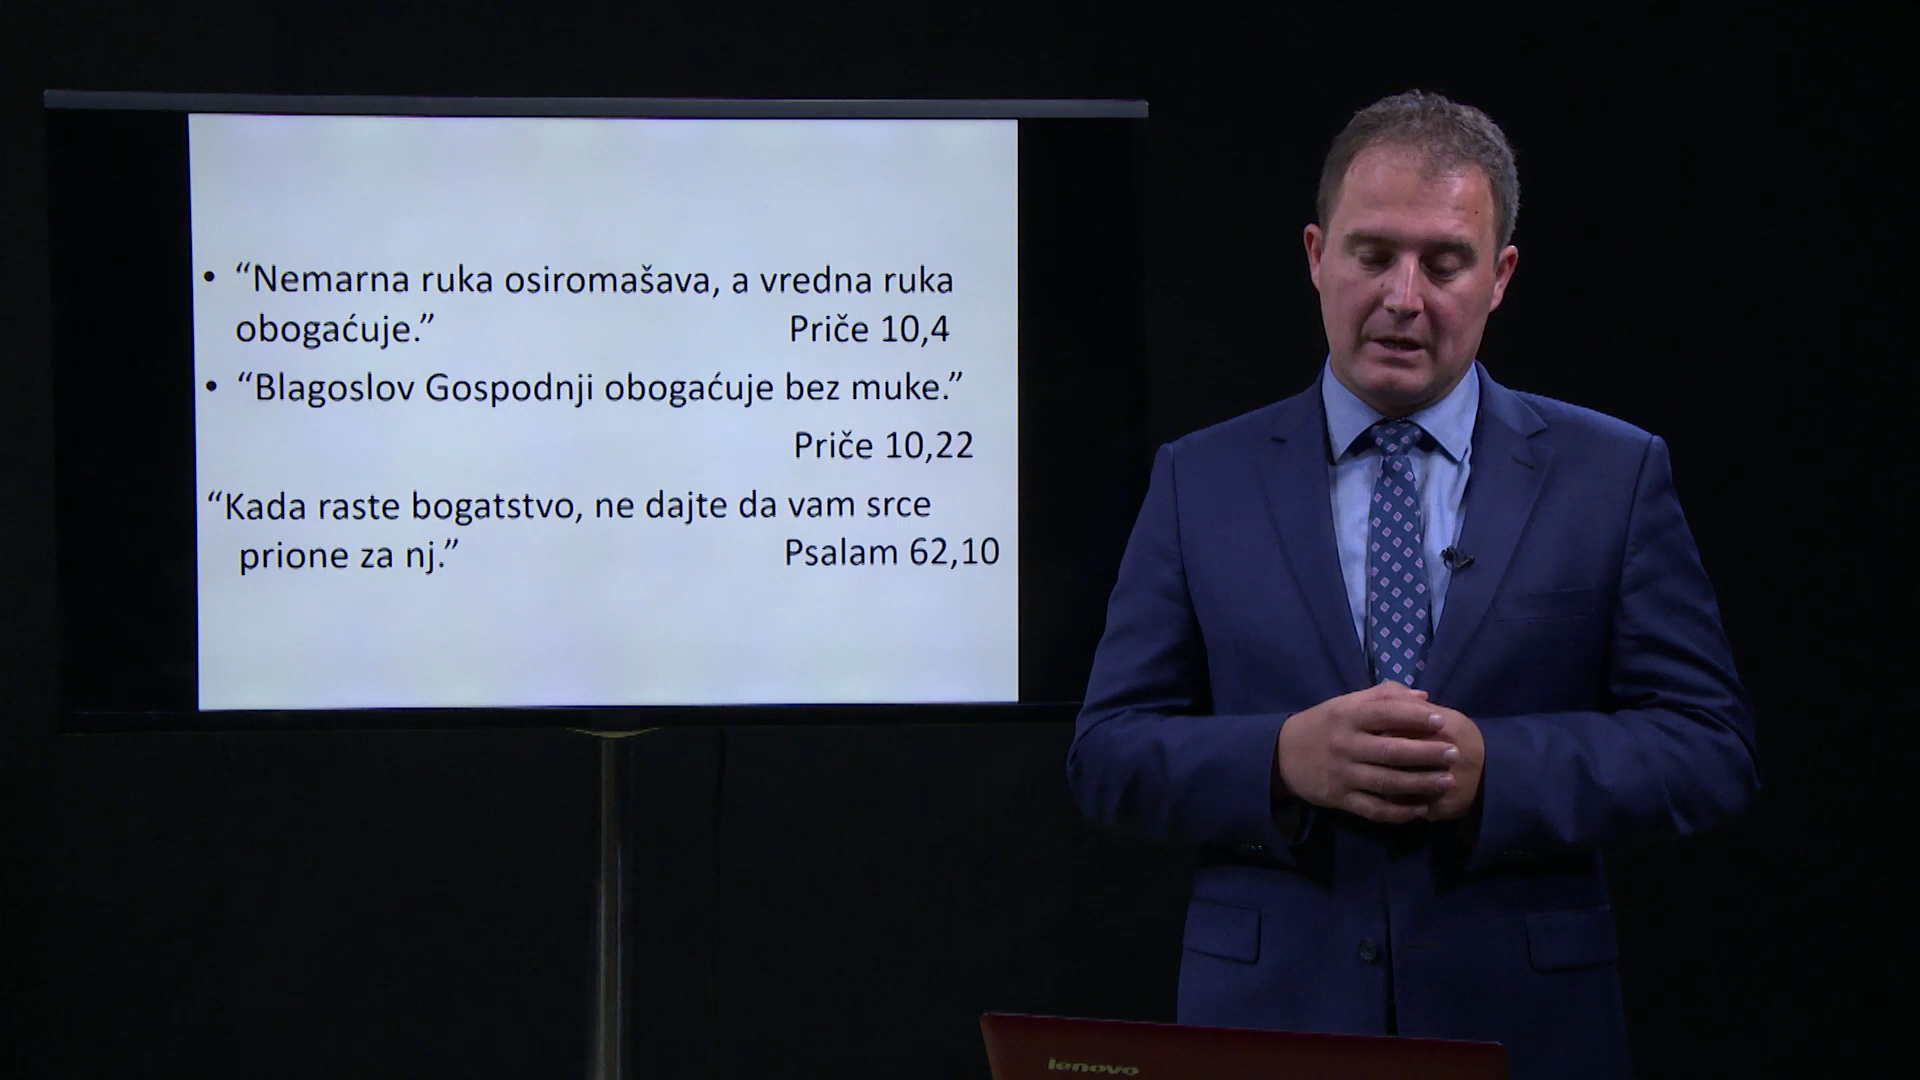 • “Nemarna ruka osiromašava, a vredna ruka
obogaćuje.” Priče 10,4
• “Blagoslov Gospodnji obogaćuje bez muke.”
Priče 10,22
“Kada raste bogatstvo, ne dajte da vam srce
prione za nj.” Psalam 62,10
lenovo